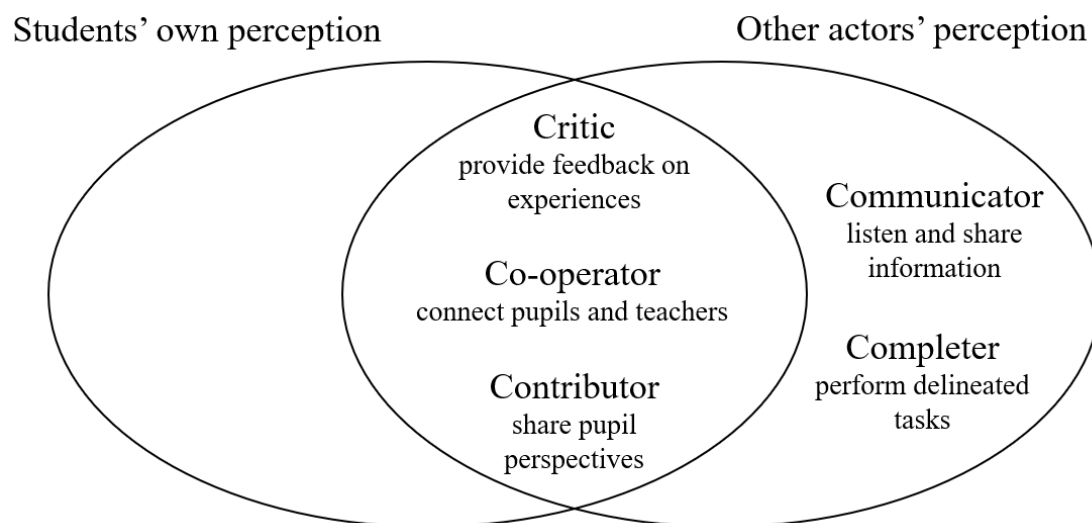 Students’ own perception
Other actors’ perception
Critic
provide feedback on
experiences
Co-operator
connect pupils and teachers
Contributor
share pupil
perspectives
Communicator
listen and share
information
Completer
perform delineated
tasks